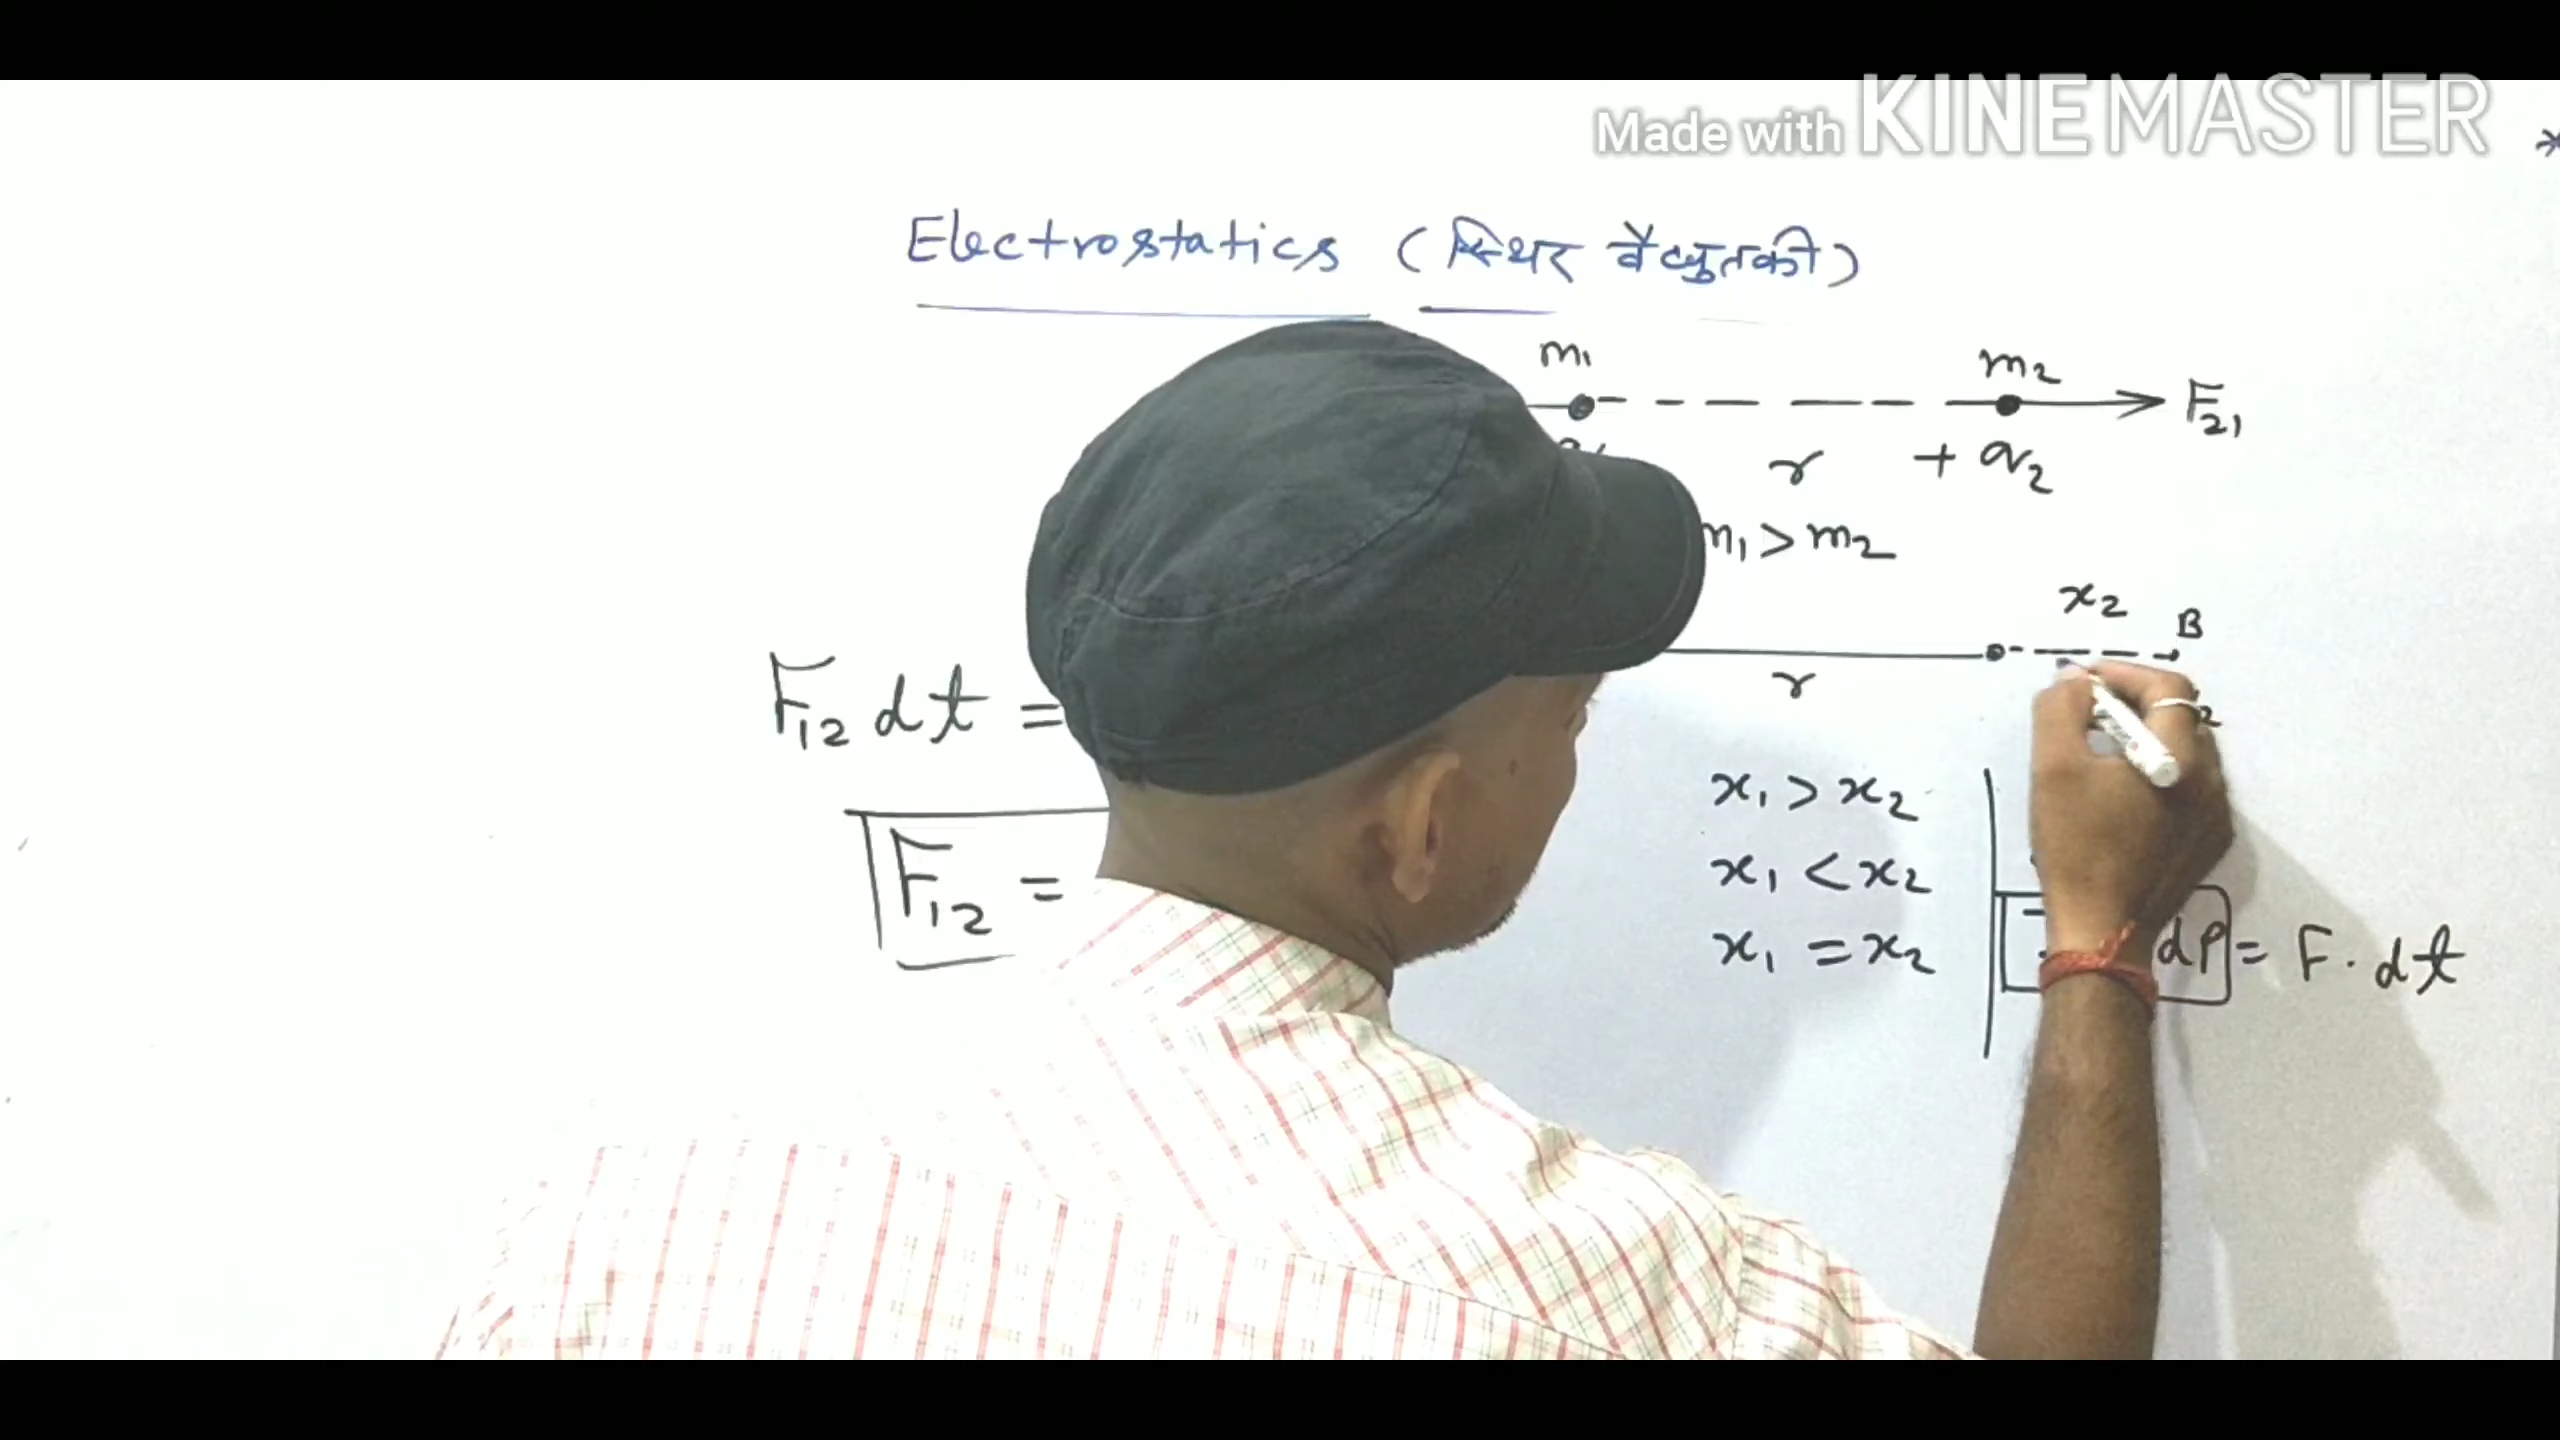 Made with KINEMASTER
Electrostatics (स्थिर वैद्युतकी)
m₁ m₂ F₂₁
r + q₂
m₁ > m₂
x₂ B
r
F₁₂ dt =
x₁ > x₂
F₁₂ =
x₁ < x₂
x₁ = x₂
dP = F · dt